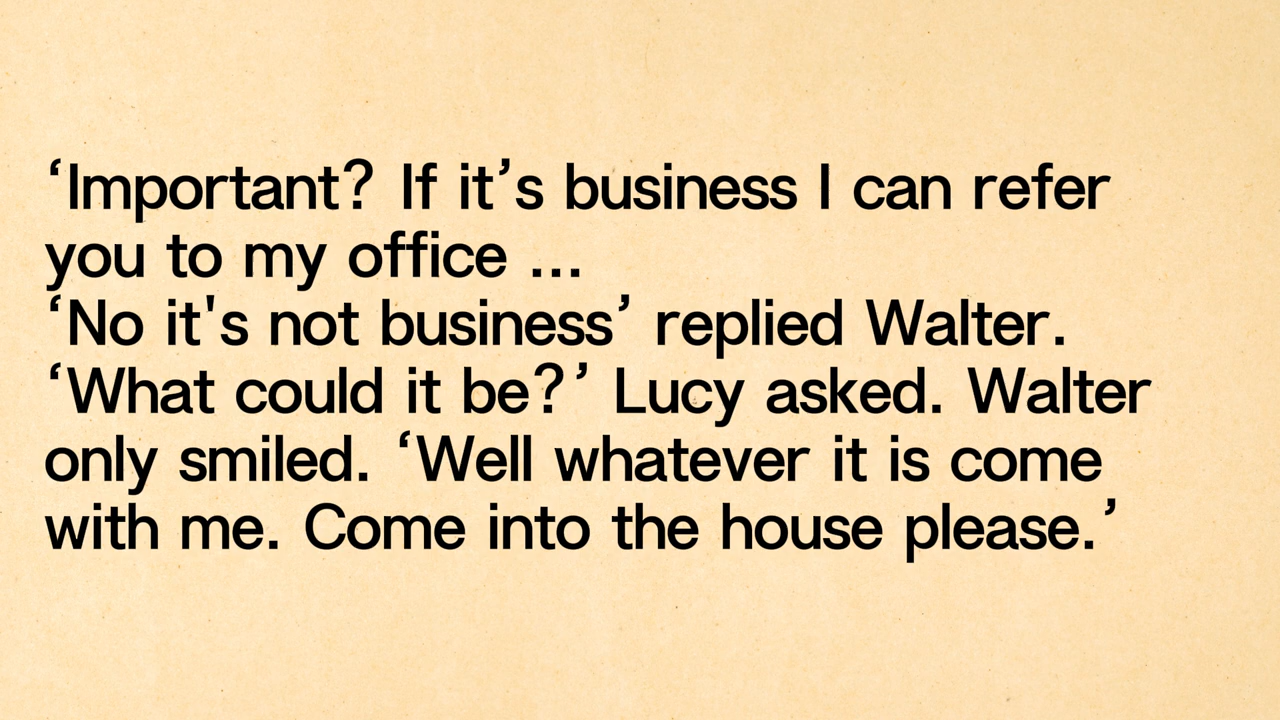 ‘Important? If it’s business I can refer
you to my office ...
‘No it's not business’ replied Walter.
‘What could it be?’ Lucy asked. Walter
only smiled. ‘Well whatever it is come
with me. Come into the house please.’